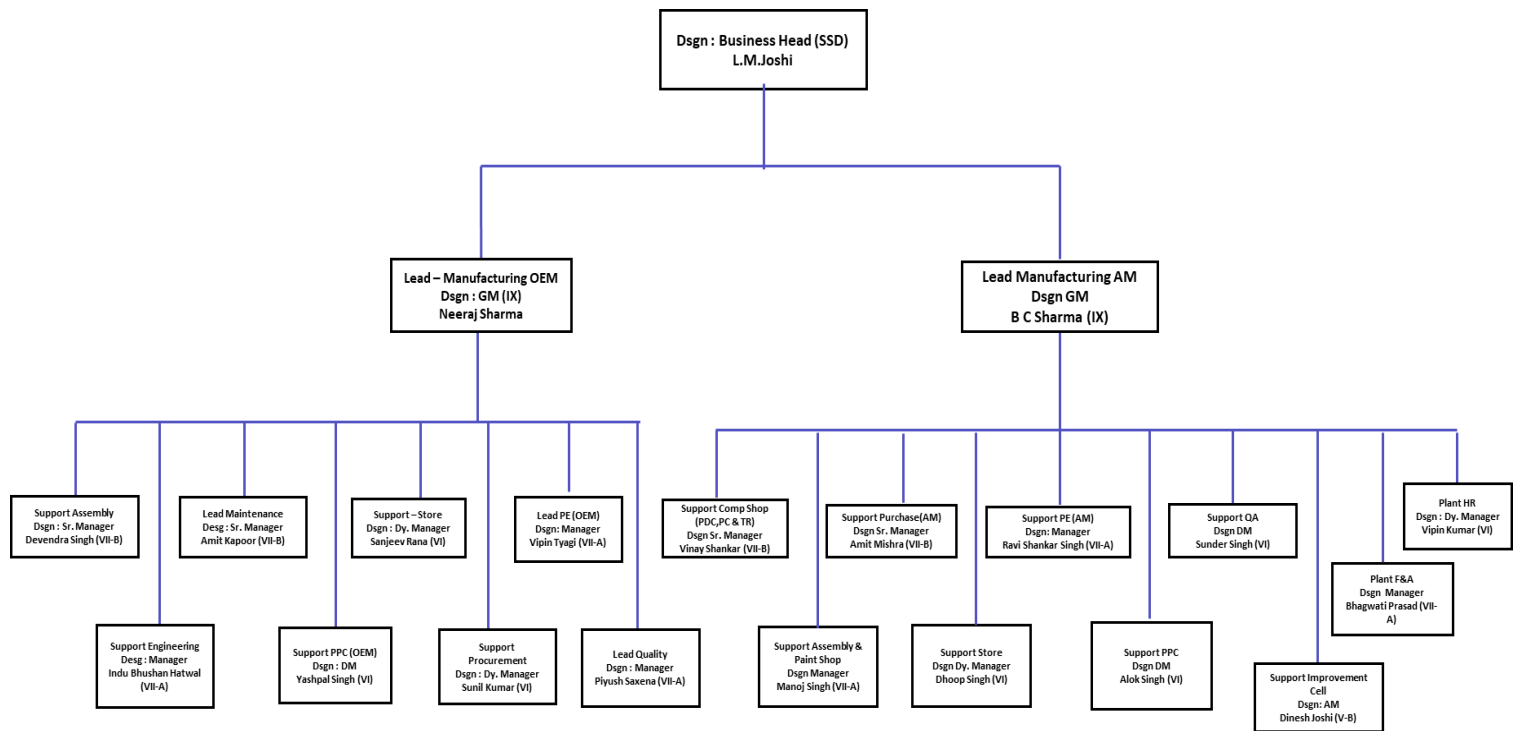 Dsgn : Business Head (SSD)
L.M.Joshi
Lead – Manufacturing OEM
Dsgn : GM (IX)
Neeraj Sharma
Lead Manufacturing AM
Dsgn GM
B C Sharma (IX)
Support Assembly
Dsgn : Sr. Manager
Devendra Singh (VII-B)
Lead Maintenance
Desg : Sr. Manager
Amit Kapoor (VII-B)
Support – Store
Dsgn : Dy. Manager
Sanjeev Rana (VI)
Lead PE (OEM)
Dsgn: Manager
Vipin Tyagi (VII-A)
Support Comp Shop
(PDC,PC & TR)
Dsgn Sr. Manager
Vinay Shankar (VII-B)
Support Purchase(AM)
Dsgn Sr. Manager
Amit Mishra (VII-B)
Support PE (AM)
Dsgn: Manager
Ravi Shankar Singh (VII-A)
Support QA
Dsgn DM
Sunder Singh (VI)
Plant HR
Dsgn : Dy. Manager
Vipin Kumar (VI)
Plant F&A
Dsgn Manager
Bhagwati Prasad (VII-
A)
Support Engineering
Desg : Manager
Indu Bhushan Hatwal
(VII-A)
Support PPC (OEM)
Dsgn : DM
Yashpal Singh (VI)
Support
Procurement
Dsgn : Dy. Manager
Sunil Kumar (VI)
Lead Quality
Dsgn : Manager
Piyush Saxena (VII-A)
Support Assembly &
Paint Shop
Dsgn Manager
Manoj Singh (VII-A)
Support Store
Dsgn Dy. Manager
Dhoop Singh (VI)
Support PPC
Dsgn DM
Alok Singh (VI)
Support Improvement
Cell
Dsgn: AM
Dinesh Joshi (V-B)